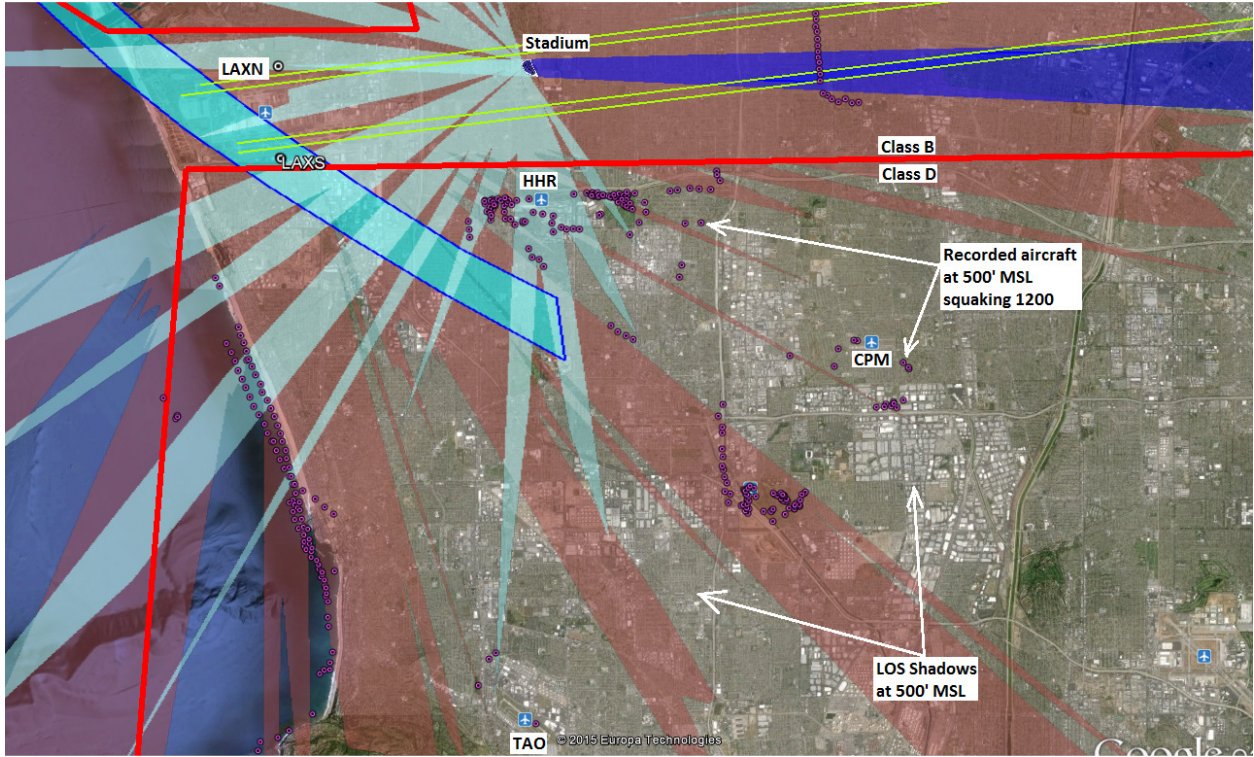 Stadium
LAXN
LAXS
Class B
Class D
HHR
Recorded aircraft
at 500' MSL
squaking 1200
CPM
LOS Shadows
at 500' MSL
TAO
© 2015 Europa Technologies
Google